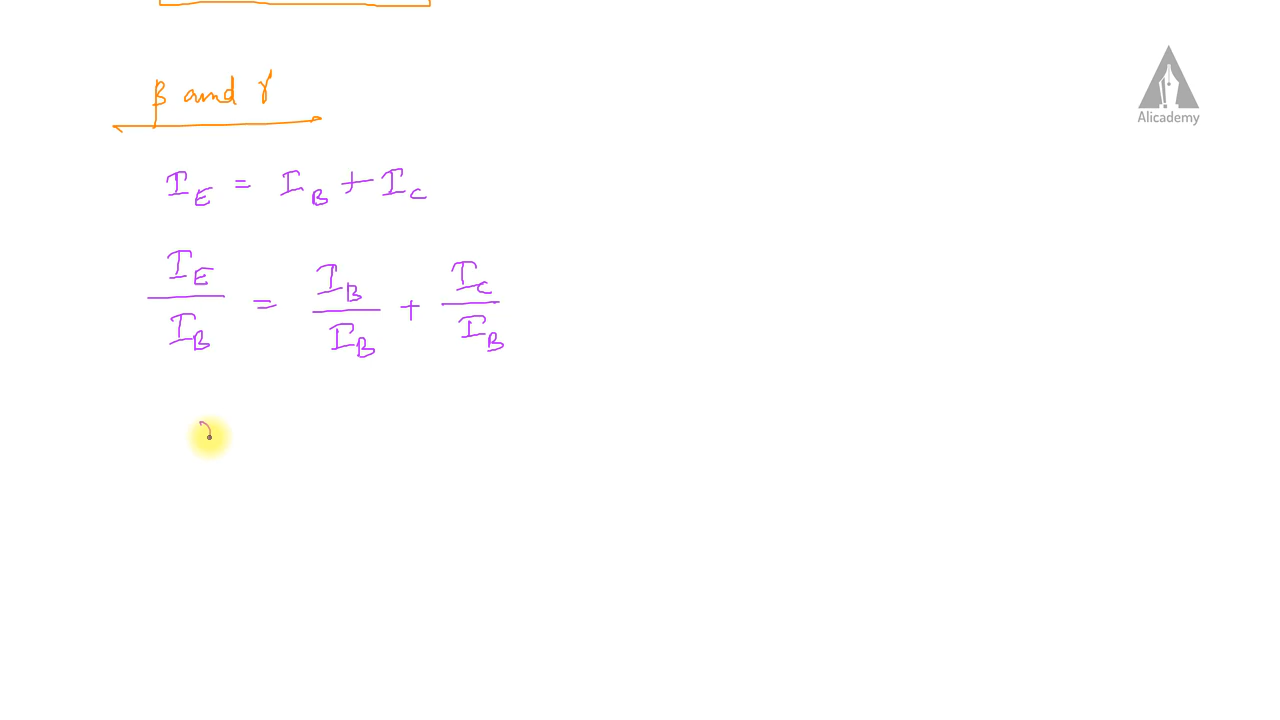 β and γ
Alicademy
I_E = I_B + I_C
I_E / I_B = I_B / I_B + I_C / I_B